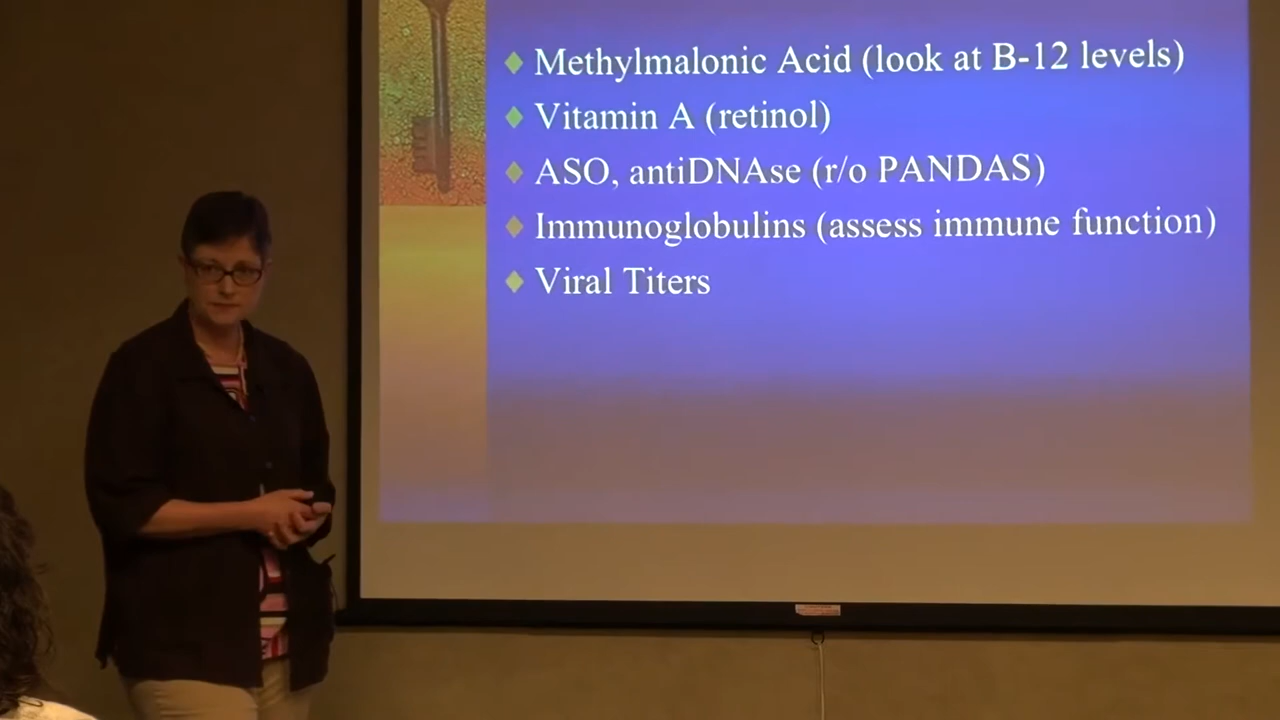 Methylmalonic Acid (look at B-12 levels)
Vitamin A (retinol)
ASO, antiDNAse (r/o PANDAS)
Immunoglobulins (assess immune function)
Viral Titers